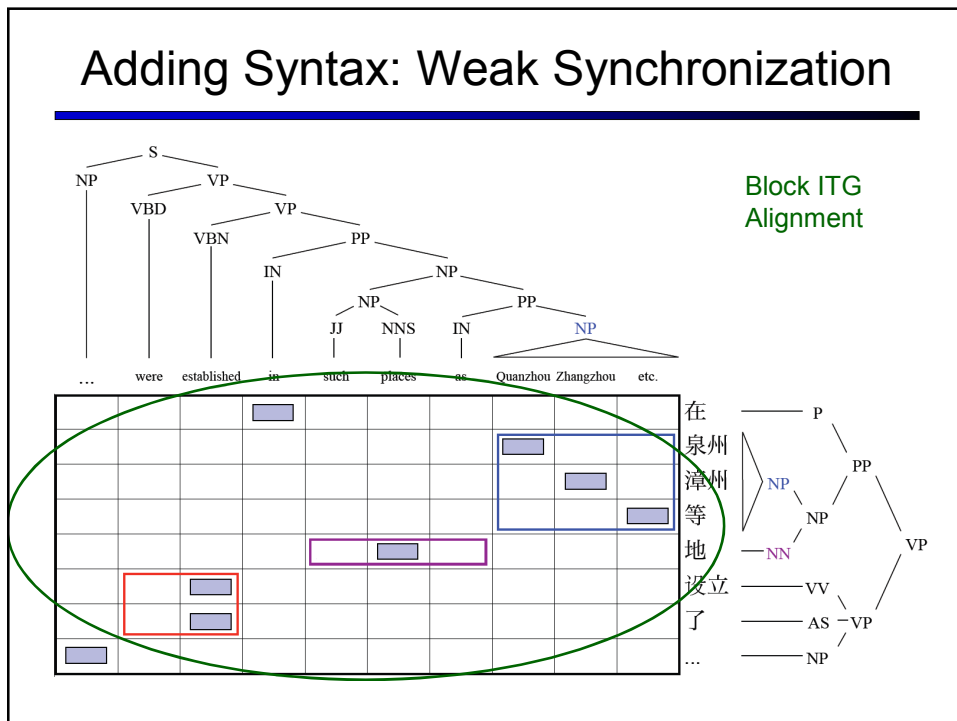 Adding Syntax: Weak Synchronization
Block ITG
Alignment
S
NP VP
VBD VP
VBN PP
IN NP
NP PP
JJ NNS IN NP
... were established in such places as Quanzhou Zhangzhou etc.
在 P
泉州
PP
漳州 NP
等 NP
地 NN VP
设立 VV
了 AS VP
... NP